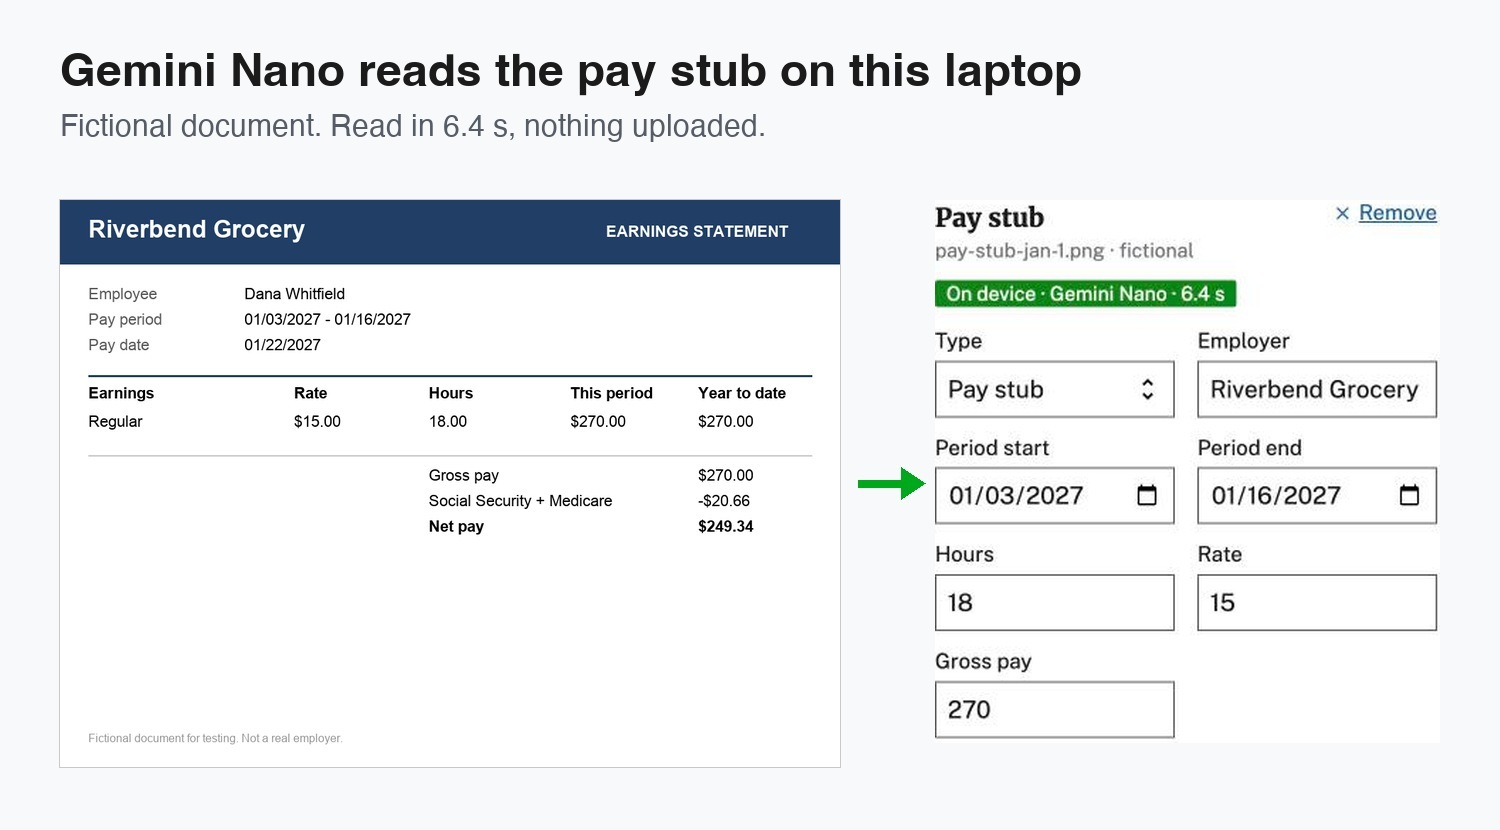 Gemini Nano reads the pay stub on this laptop
Fictional document. Read in 6.4 s, nothing uploaded.
Riverbend Grocery EARNINGS STATEMENT
Employee Dana Whitfield
Pay period 01/03/2027 - 01/16/2027
Pay date 01/22/2027
Earnings Rate Hours This period Year to date
Regular $15.00 18.00 $270.00 $270.00
Gross pay $270.00
Social Security + Medicare -$20.66
Net pay $249.34
Fictional document for testing. Not a real employer.
Pay stub × Remove
pay-stub-jan-1.png · fictional
On device · Gemini Nano · 6.4 s
Type Employer
Pay stub Riverbend Grocery
Period start Period end
01/03/2027 01/16/2027
Hours Rate
18 15
Gross pay
270